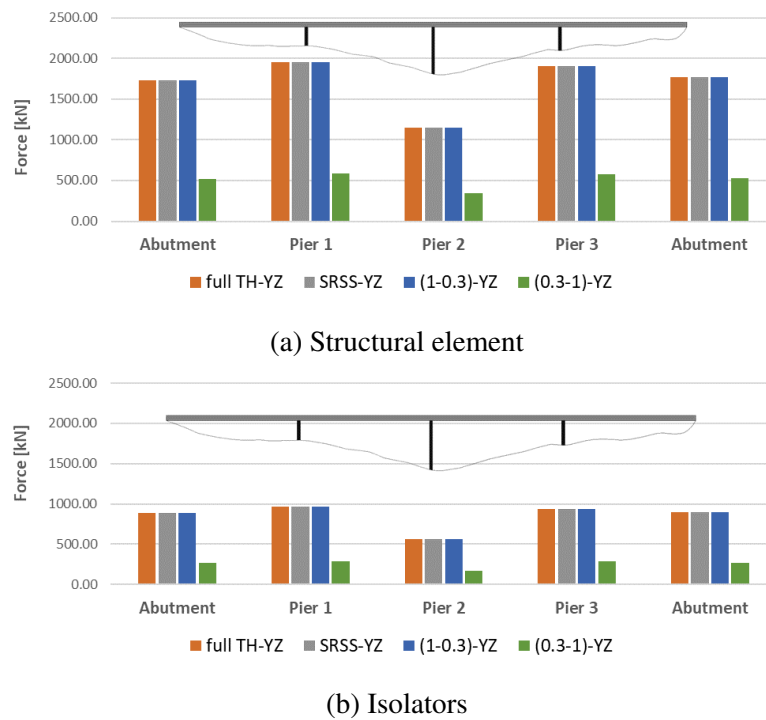 2500.00
2000.00
1500.00
1000.00
500.00
0.00
Force [kN]
Abutment Pier 1 Pier 2 Pier 3 Abutment
full TH-YZ SRSS-YZ (1-0.3)-YZ (0.3-1)-YZ
(a) Structural element
2500.00
2000.00
1500.00
1000.00
500.00
0.00
Force [kN]
Abutment Pier 1 Pier 2 Pier 3 Abutment
full TH-YZ SRSS-YZ (1-0.3)-YZ (0.3-1)-YZ
(b) Isolators